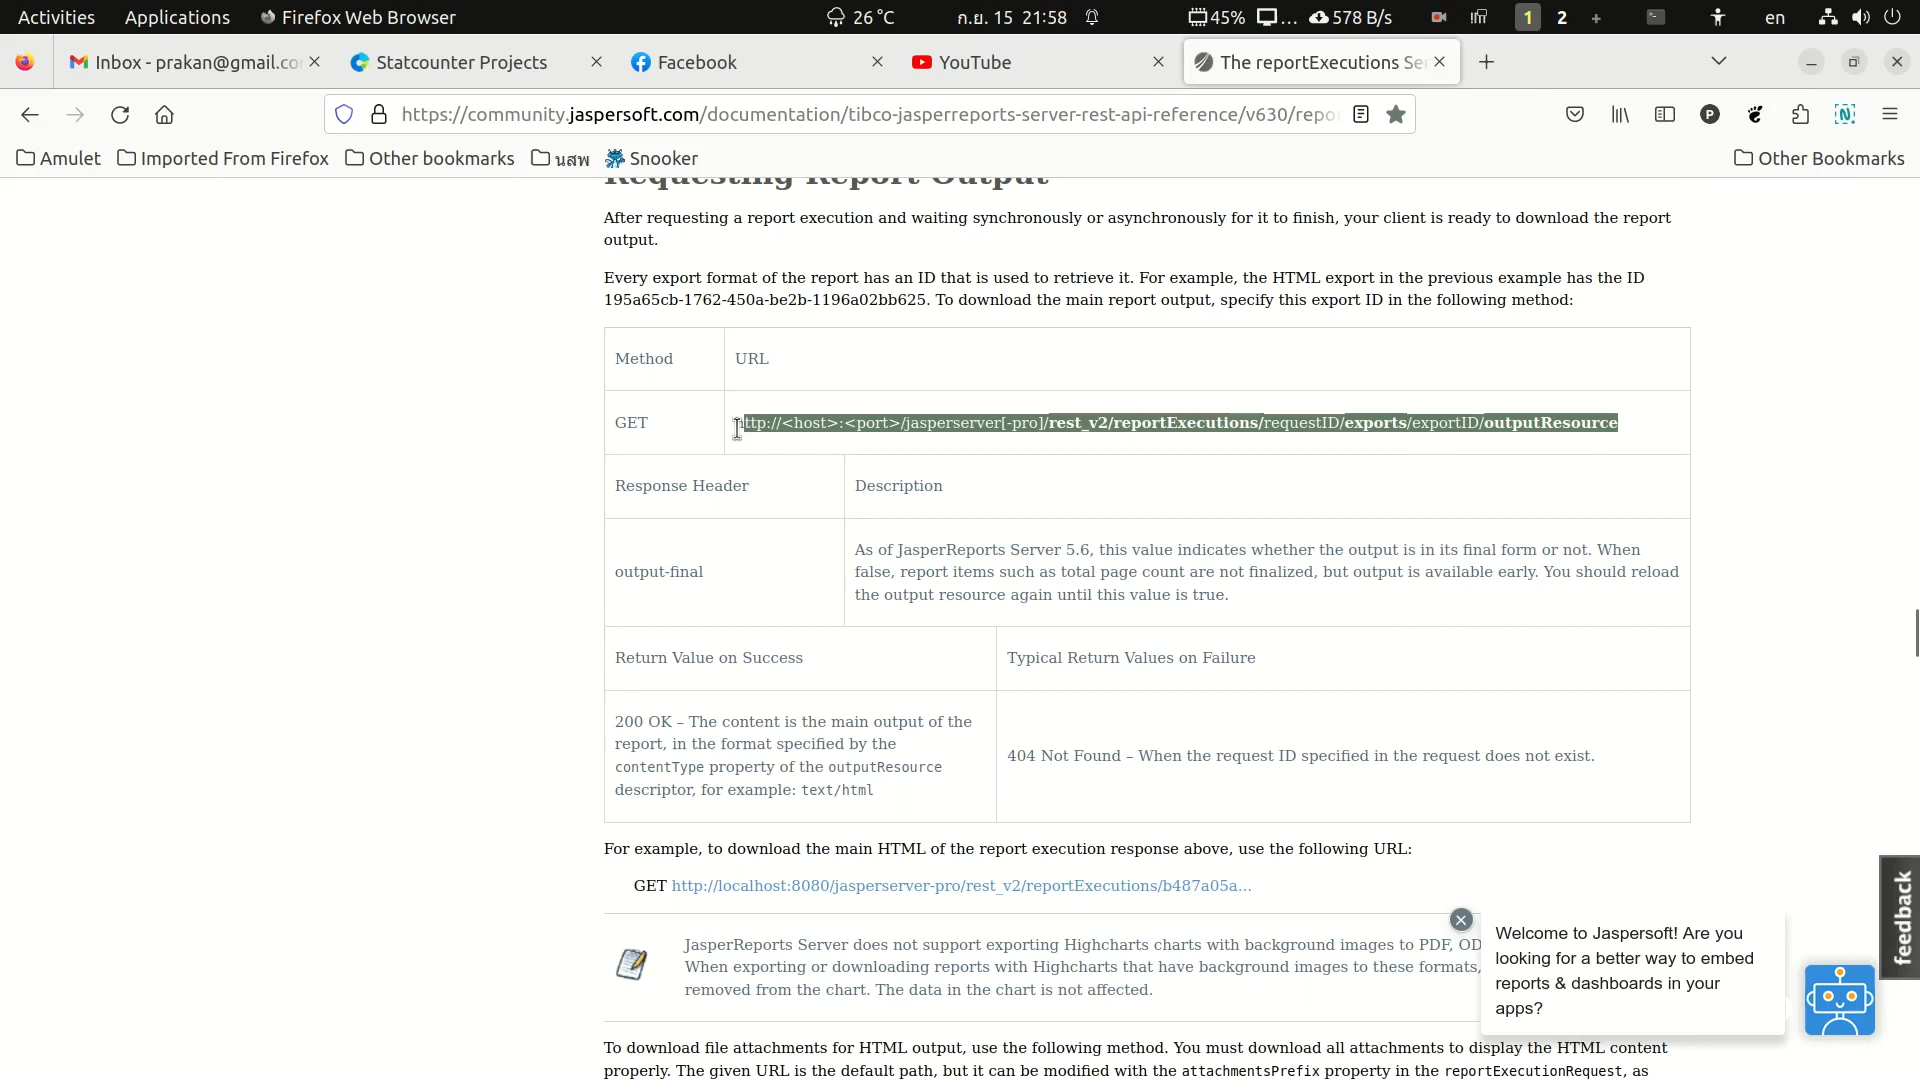 Activities Applications Firefox Web Browser 26 °C ก.ย. 15 21:58 45% ... 578 B/s 1 2 + en
Inbox - prakan@gmail.co Statcounter Projects Facebook YouTube The reportExecutions Se
https://community.jaspersoft.com/documentation/tibco-jasperreports-server-rest-api-reference/v630/repo
Amulet Imported From Firefox Other bookmarks นสพ Snooker Other Bookmarks
Requesting Report Output
After requesting a report execution and waiting synchronously or asynchronously for it to finish, your client is ready to download the report
output.
Every export format of the report has an ID that is used to retrieve it. For example, the HTML export in the previous example has the ID
195a65cb-1762-450a-be2b-1196a02bb625. To download the main report output, specify this export ID in the following method:
Method URL
GET http://<host>:<port>/jasperserver[-pro]/rest_v2/reportExecutions/requestID/exports/exportID/outputResource
Response Header Description
output-final
As of JasperReports Server 5.6, this value indicates whether the output is in its final form or not. When
false, report items such as total page count are not finalized, but output is available early. You should reload
the output resource again until this value is true.
Return Value on Success Typical Return Values on Failure
200 OK – The content is the main output of the
report, in the format specified by the
contentType property of the outputResource
descriptor, for example: text/html
404 Not Found – When the request ID specified in the request does not exist.
For example, to download the main HTML of the report execution response above, use the following URL:
GET http://localhost:8080/jasperserver-pro/rest_v2/reportExecutions/b487a05a...
JasperReports Server does not support exporting Highcharts charts with background images to PDF, OD
When exporting or downloading reports with Highcharts that have background images to these formats,
removed from the chart. The data in the chart is not affected.
Welcome to Jaspersoft! Are you
looking for a better way to embed
reports & dashboards in your
apps?
feedback
To download file attachments for HTML output, use the following method. You must download all attachments to display the HTML content
properly. The given URL is the default path, but it can be modified with the attachmentsPrefix property in the reportExecutionRequest, as